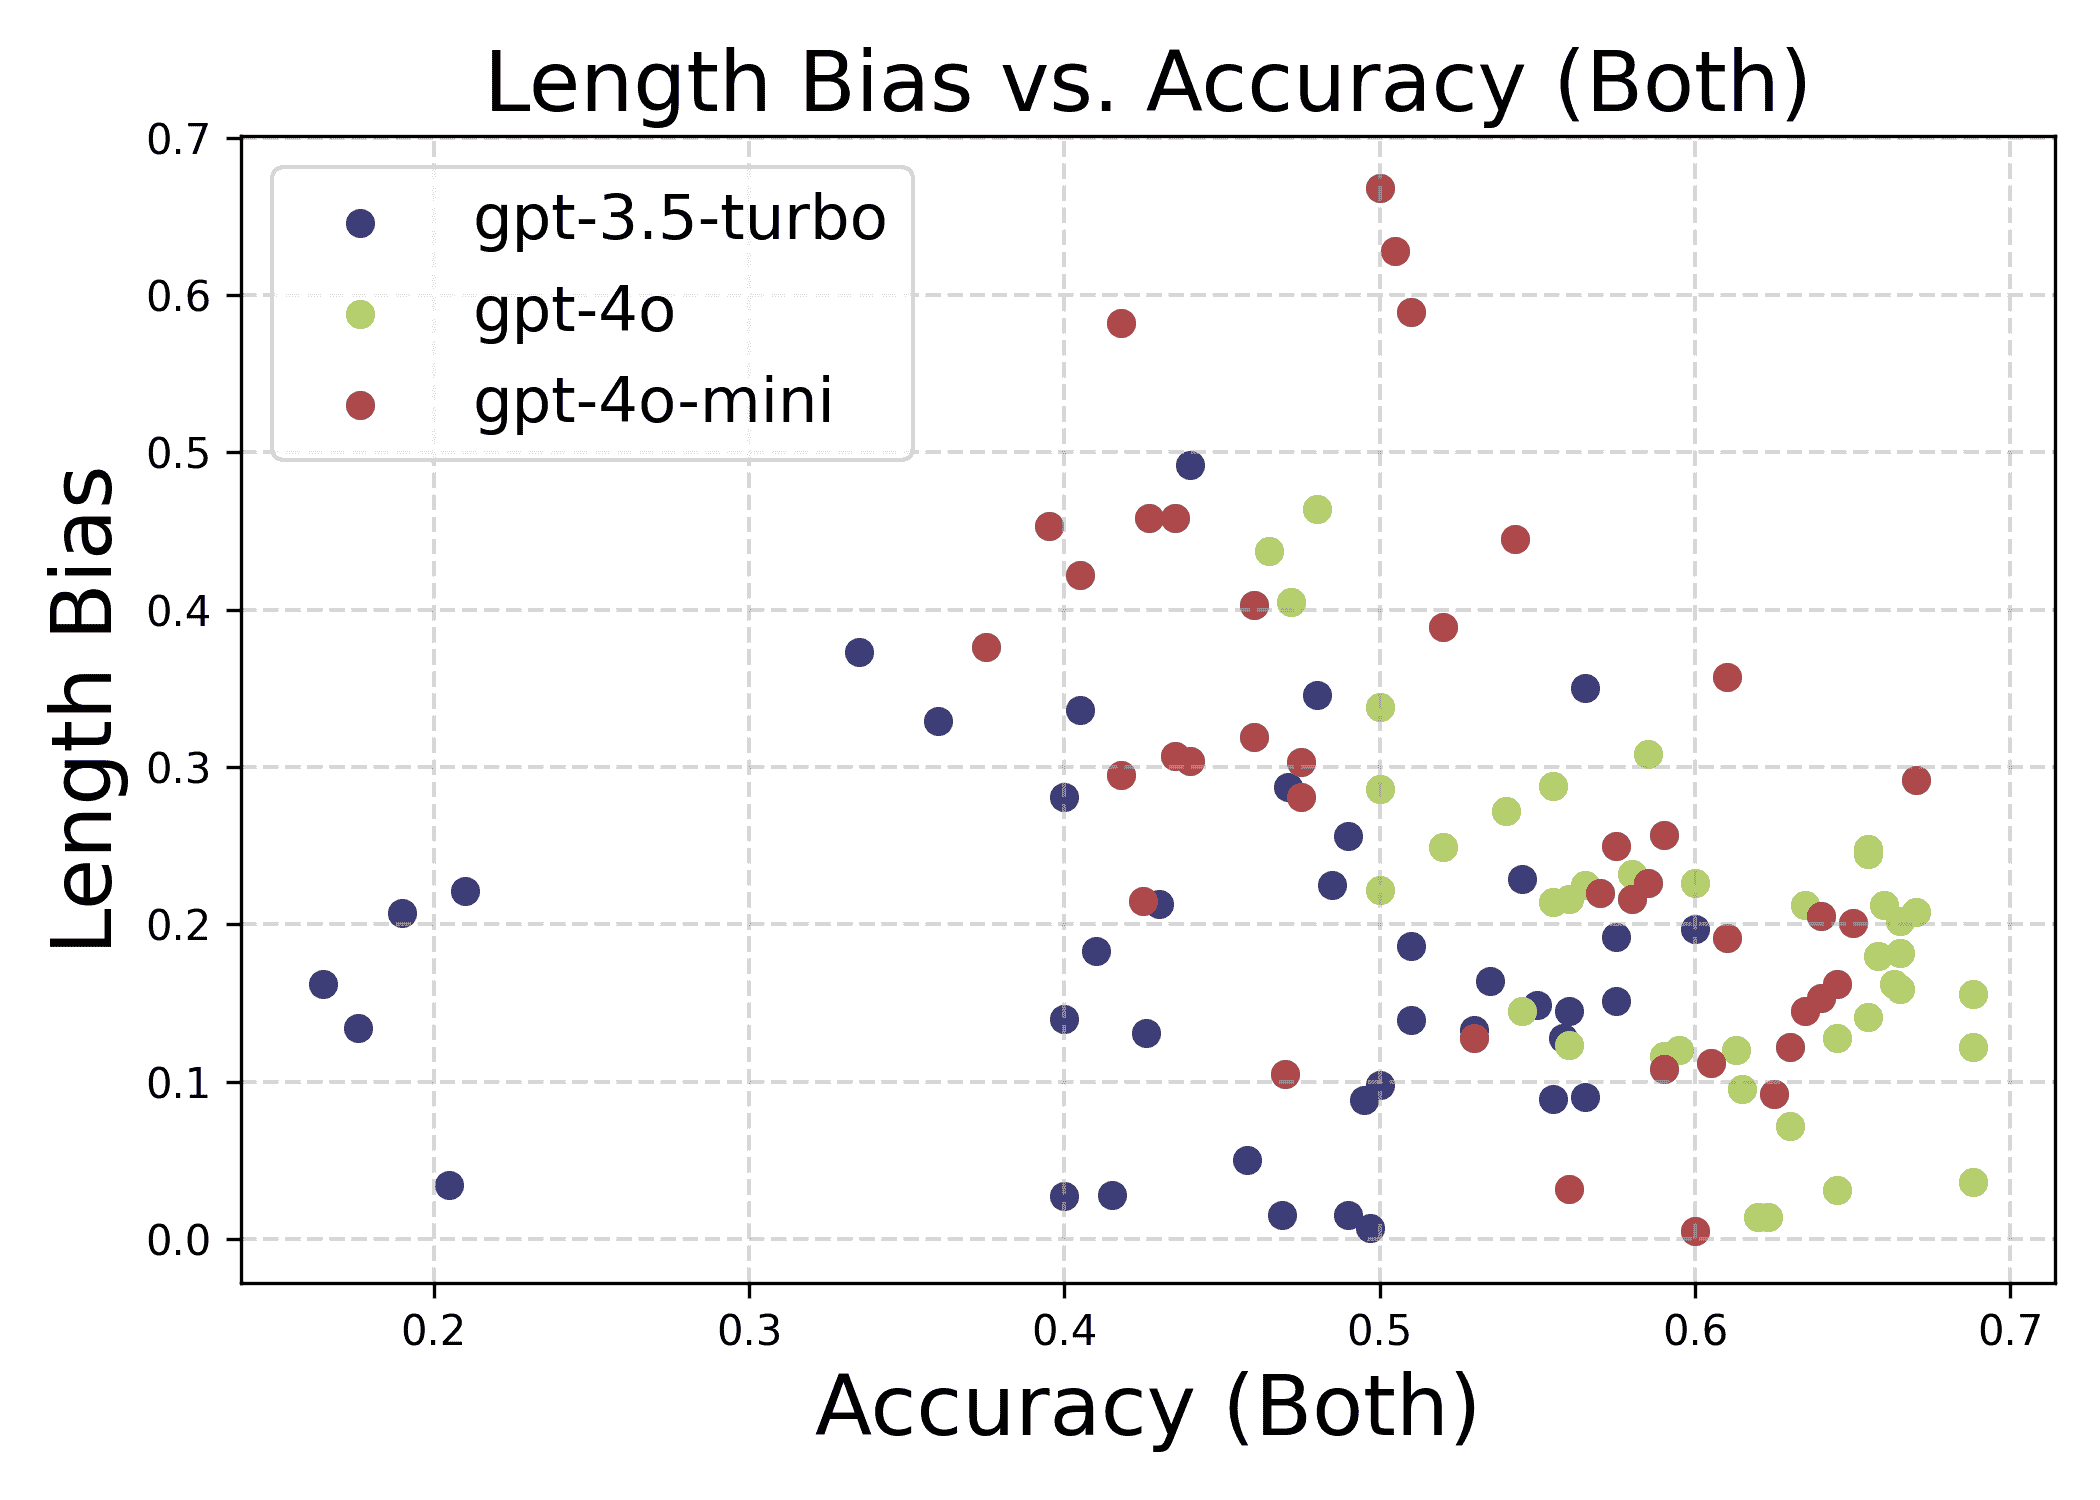 Length Bias vs. Accuracy (Both)
gpt-3.5-turbo
gpt-4o
gpt-4o-mini
Length Bias
0.7
0.6
0.5
0.4
0.3
0.2
0.1
0.0
0.2 0.3 0.4 0.5 0.6 0.7
Accuracy (Both)